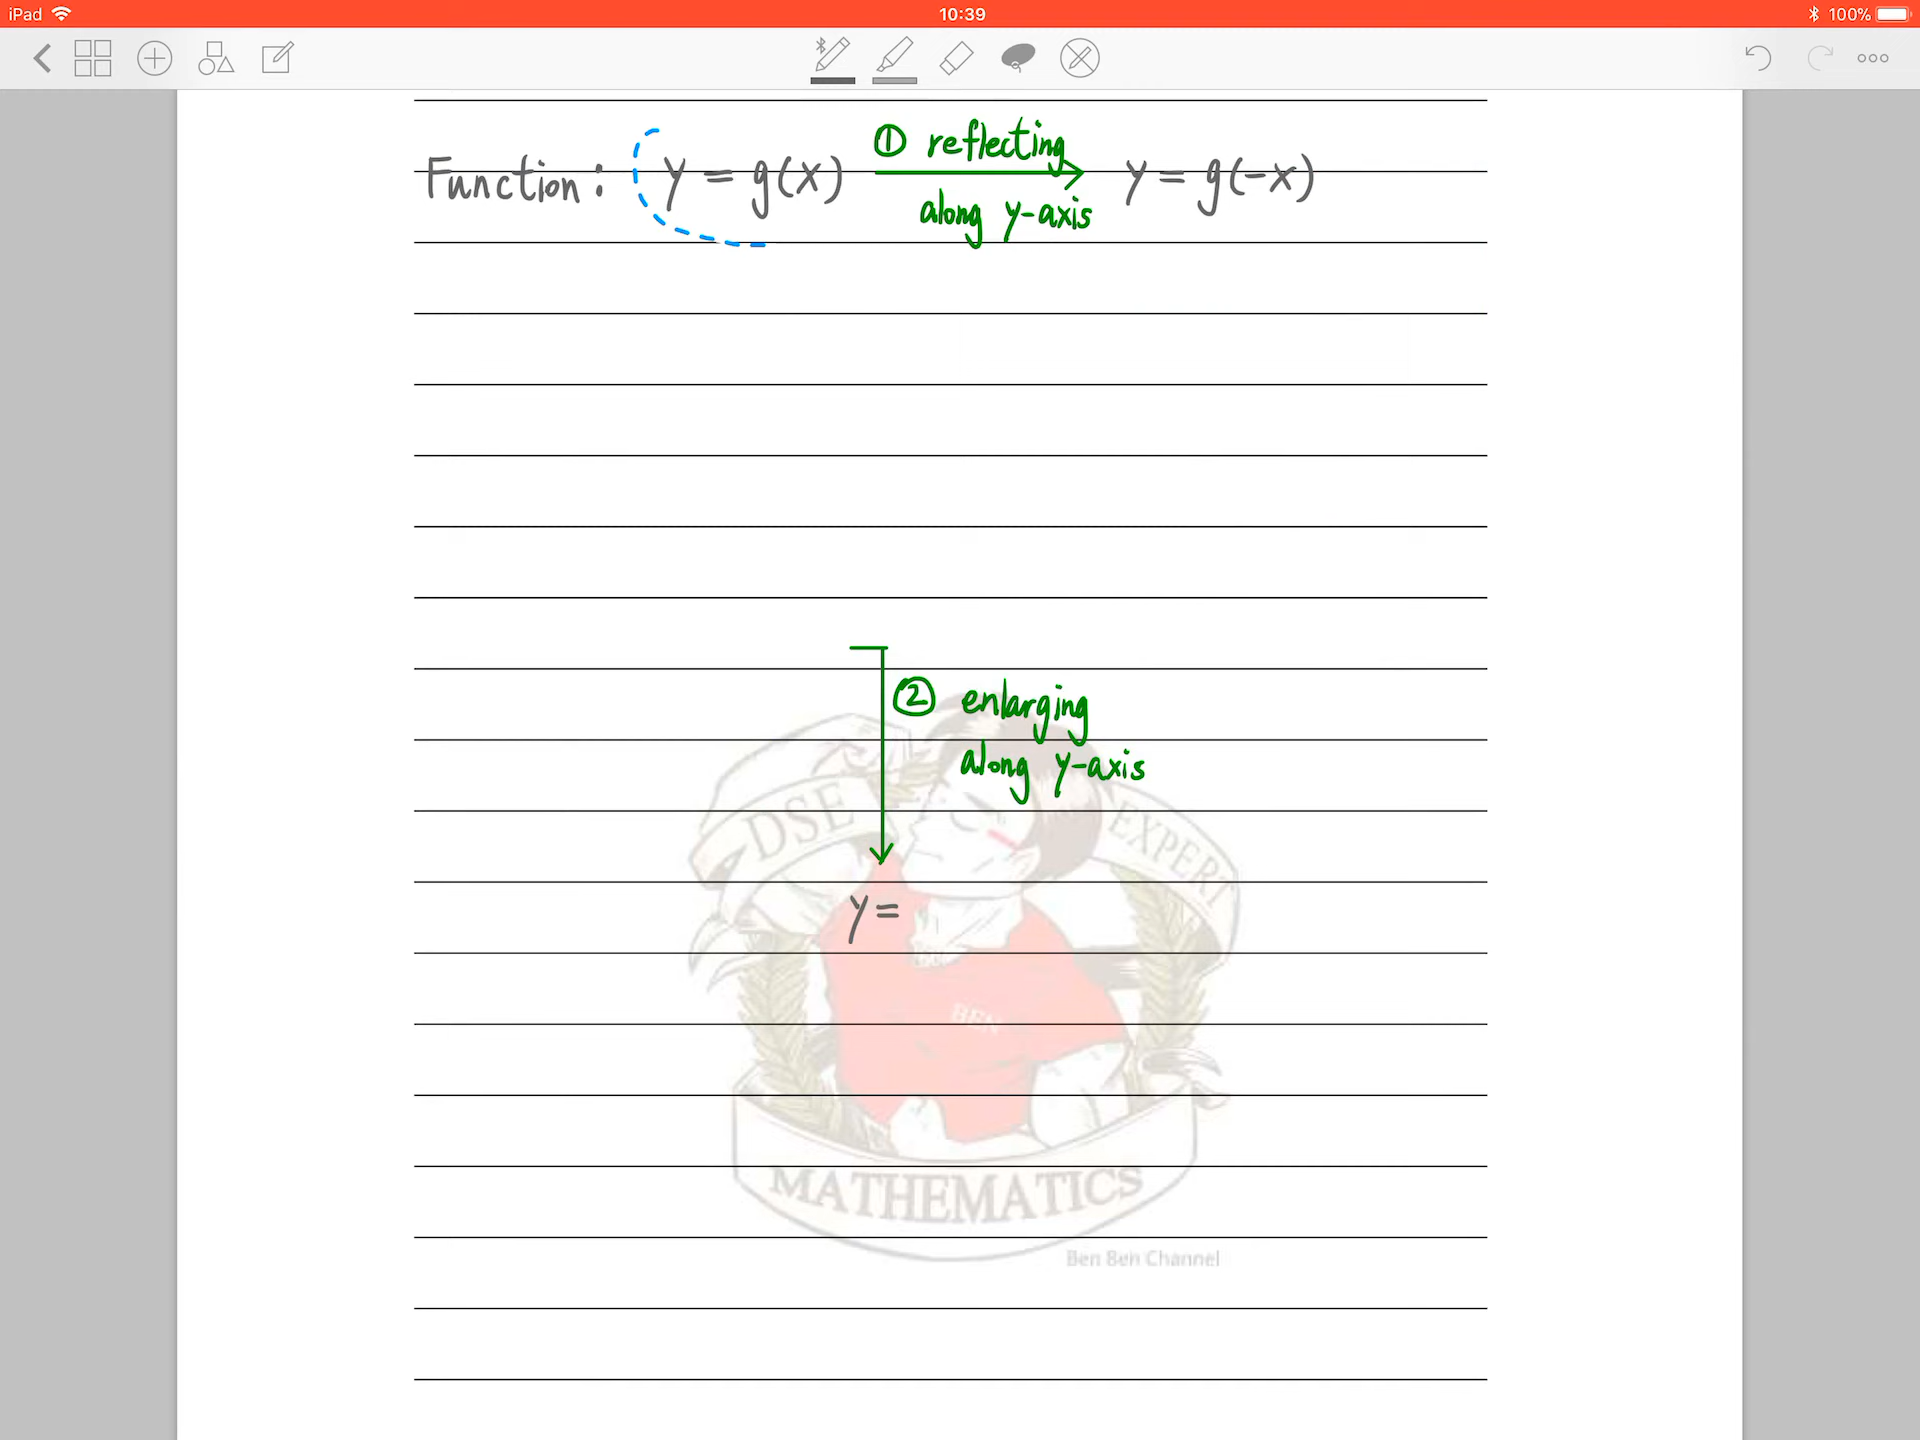 iPad 10:39 100%
① reflecting
Function: y = g(x) y = g(-x)
along y-axis
② enlarging
along y-axis
DSE EXPERT
y =
BEN
MATHEMATICS
Ben Ben Channel